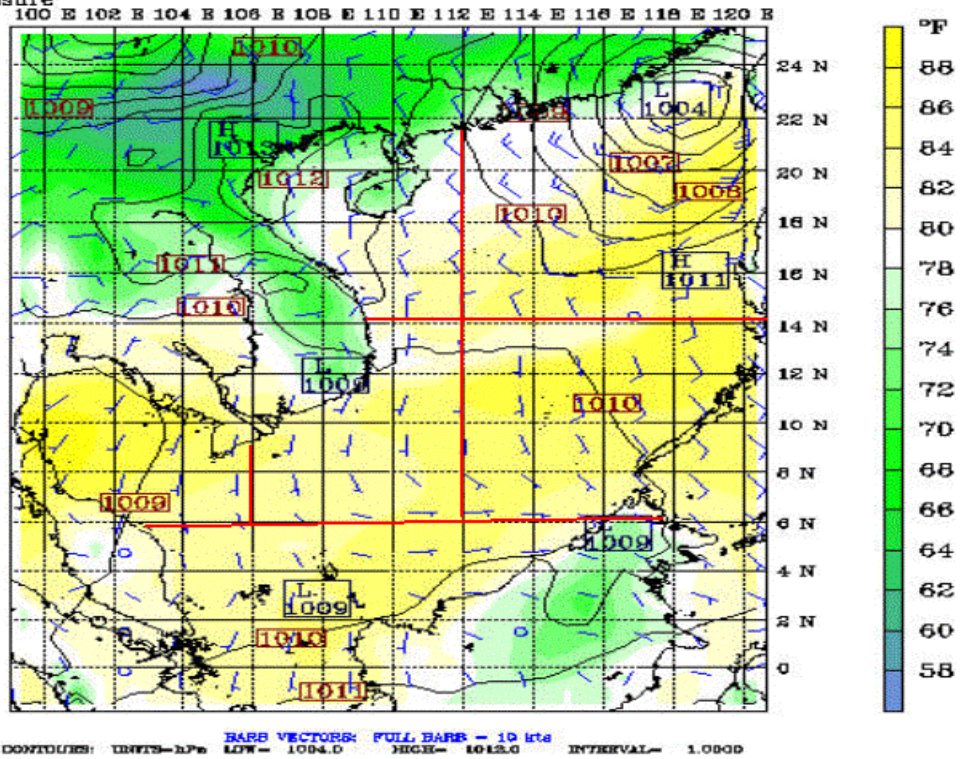 100 E 102 E 104 E 106 E 108 E 110 E 112 E 114 E 116 E 118 E 120 E
°F
1010
24 N
88
L
1004
1009
86
22 N
H
1013
84
1007
20 N
1012
1008
82
1010
18 N
80
1011
H
1011
16 N
78
1010
76
14 N
74
L
1009
12 N
72
1010
10 N
70
8 N
68
1009
6 N
66
L
1009
64
4 N
62
L
1009
2 N
60
1010
0
58
1011
BARB VECTORS: FULL BARB = 10 kts
CONTOURS: UNITS=hPa LOW= 1004.0 HIGH= 1012.0 INTERVAL= 1.0000